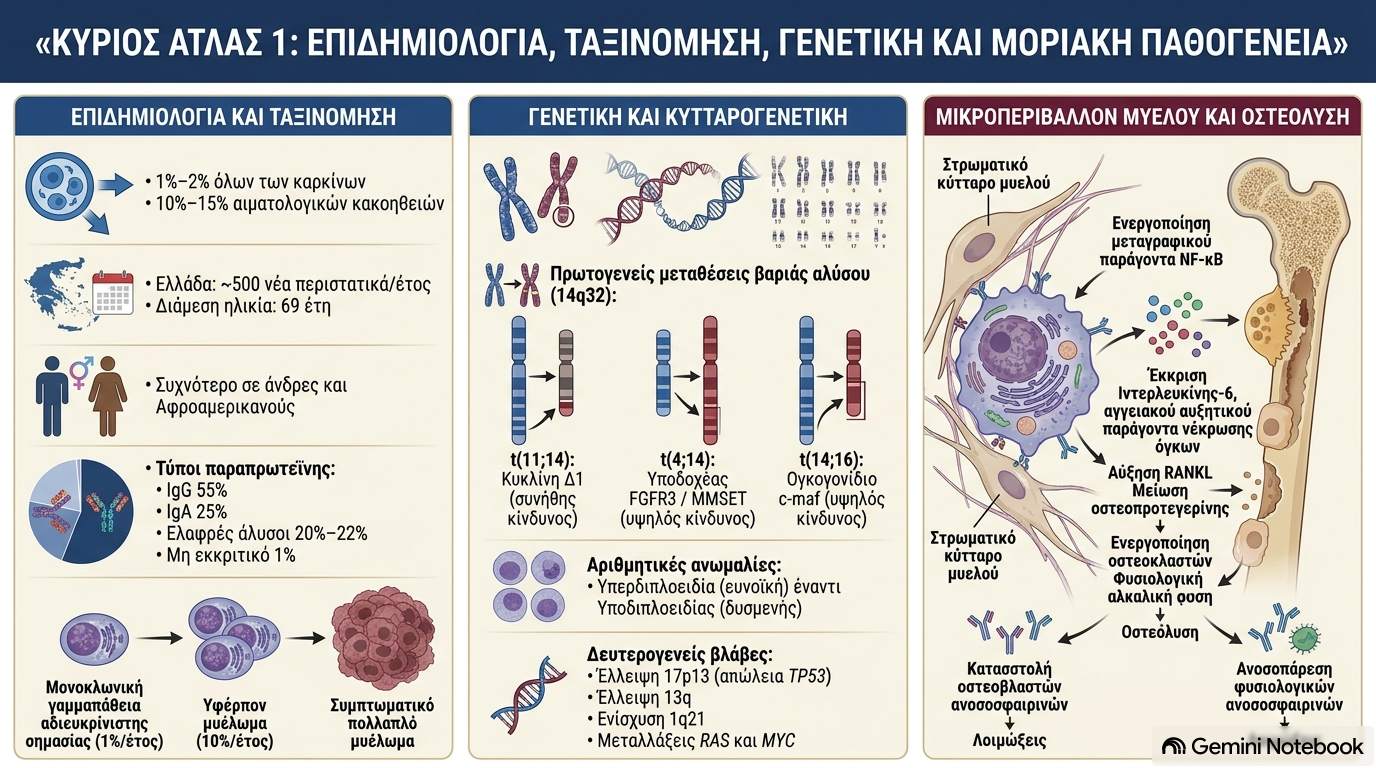 «ΚΥΡΙΟΣ ΑΤΛΑΣ 1: ΕΠΙΔΗΜΙΟΛΟΓΙΑ, ΤΑΞΙΝΟΜΗΣΗ, ΓΕΝΕΤΙΚΗ ΚΑΙ ΜΟΡΙΑΚΗ ΠΑΘΟΓΕΝΕΙΑ»
ΕΠΙΔΗΜΙΟΛΟΓΙΑ ΚΑΙ ΤΑΞΙΝΟΜΗΣΗ
• 1%–2% όλων των καρκίνων
• 10%–15% αιματολογικών κακοηθειών
• Ελλάδα: ~500 νέα περιστατικά/έτος
• Διάμεση ηλικία: 69 έτη
• Συχνότερο σε άνδρες και
Αφροαμερικανούς
• Τύποι παραπρωτεΐνης:
• IgG 55%
• IgA 25%
• Ελαφρές άλυσοι 20%–22%
• Μη εκκριτικό 1%
Μονοκλωνική
γαμμαπάθεια
αδιευκρίνιστης
σημασίας (1%/έτος)
Υφέρπον
μυέλωμα
(10%/έτος)
Συμπτωματικό
πολλαπλό
μυέλωμα
ΓΕΝΕΤΙΚΗ ΚΑΙ ΚΥΤΤΑΡΟΓΕΝΕΤΙΚΗ
Πρωτογενείς μεταθέσεις βαριάς αλύσου
(14q32):
t(11;14):
Κυκλίνη Δ1
(συνήθης
κίνδυνος)
t(4;14):
Υποδοχέας
FGFR3 / MMSET
(υψηλός κίνδυνος)
t(14;16):
Ογκογονίδιο
c-maf (υψηλός
κίνδυνος)
Αριθμητικές ανωμαλίες:
• Υπερδιπλοειδία (ευνοϊκή) έναντι
Υποδιπλοειδίας (δυσμενής)
Δευτερογενείς βλάβες:
• Έλλειψη 17p13 (απώλεια TP53)
• Έλλειψη 13q
• Ενίσχυση 1q21
• Μεταλλάξεις RAS και MYC
ΜΙΚΡΟΠΕΡΙΒΑΛΛΟΝ ΜΥΕΛΟΥ ΚΑΙ ΟΣΤΕΟΛΥΣΗ
Στρωματικό
κύτταρο μυελού
Ενεργοποίηση
μεταγραφικού
παράγοντα NF-κB
Έκκριση
Ιντερλευκίνης-6,
αγγειακού αυξητικού
παράγοντα νέκρωσης
όγκων
Αύξηση RANKL
Μείωση
οστεοπροτεγερίνης
Στρωματικό
κύτταρο
μυελού
Ενεργοποίηση
οστεοκλαστών
Φυσιολογική
αλκαλική φοση
Οστεόλυση
Κατασστολή
οστεοβλαστών
ανοσοσφαιρινών
Λοιμώξεις
Ανοσοπάρεση
φυσιολογικών
ανοσοσφαιρινών
Gemini Notebook